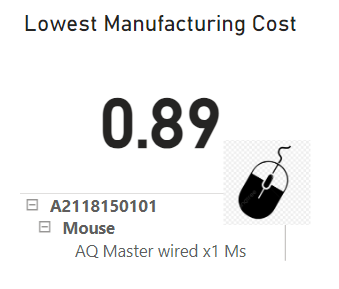 Lowest Manufacturing Cost
0.89
A2118150101
Mouse
AQ Master wired x1 Ms